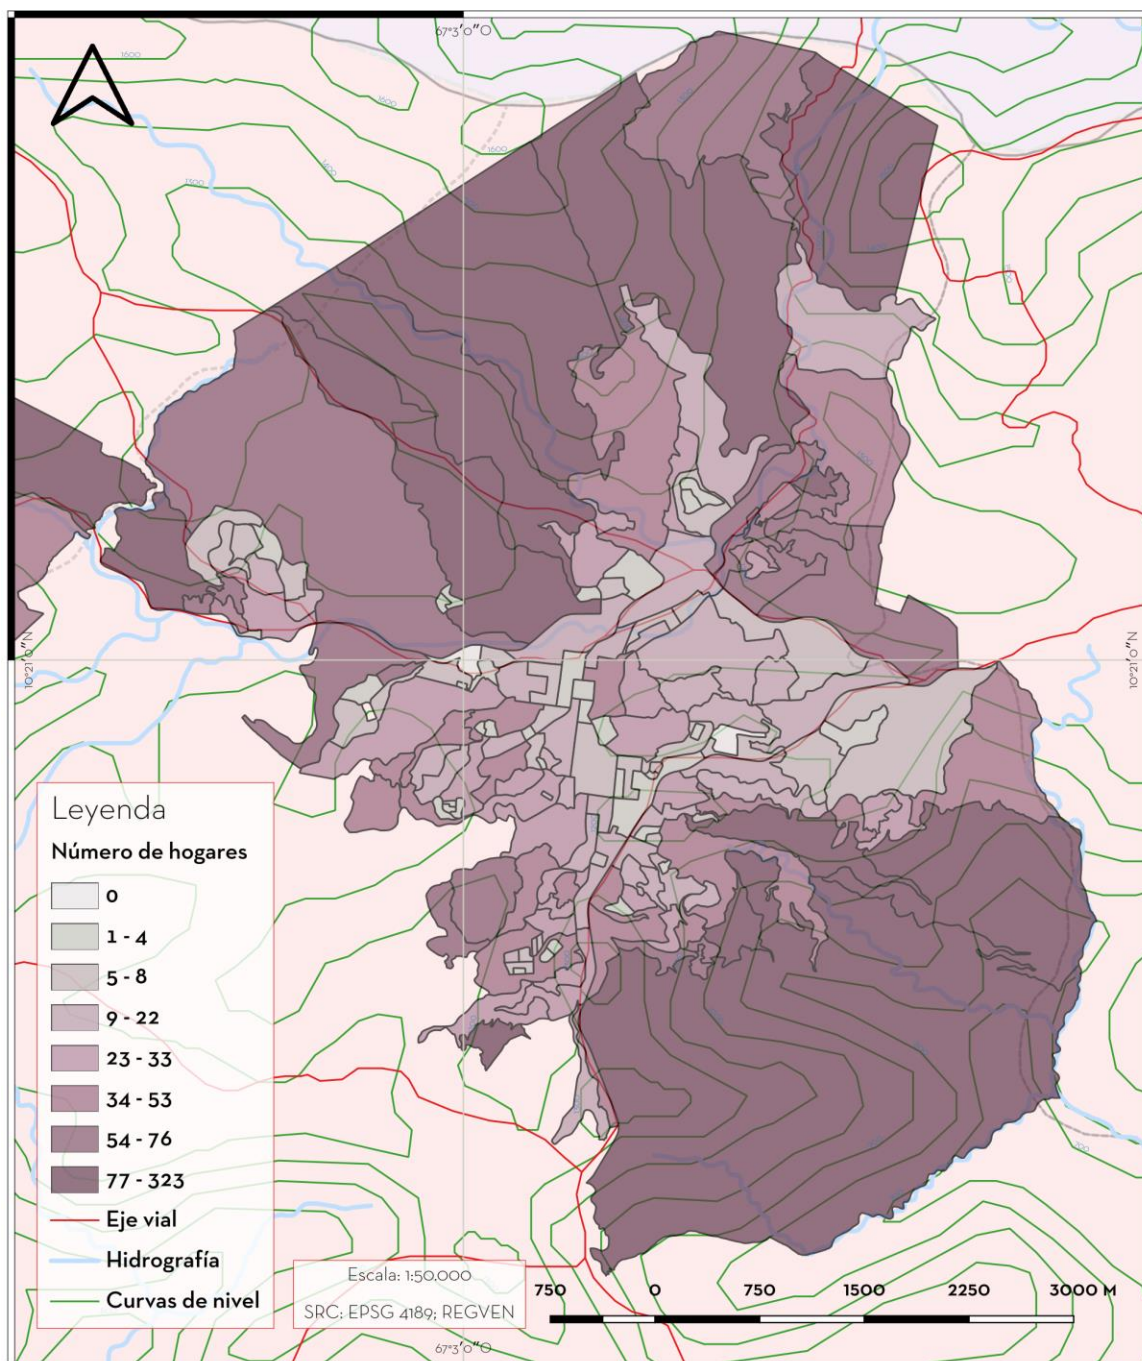 67°3'0"O
1600
1600
1600
1600
1300
10°21'0"N
10°21'0"N
Leyenda
Número de hogares
0
1 - 4
5 - 8
9 - 22
23 - 33
34 - 53
54 - 76
77 - 323
Eje vial
Hidrografía
Curvas de nivel
Escala: 1:50.000
SRC: EPSG 4189; REGVEN
750 0 750 1500 2250 3000 M
67°3'0"O